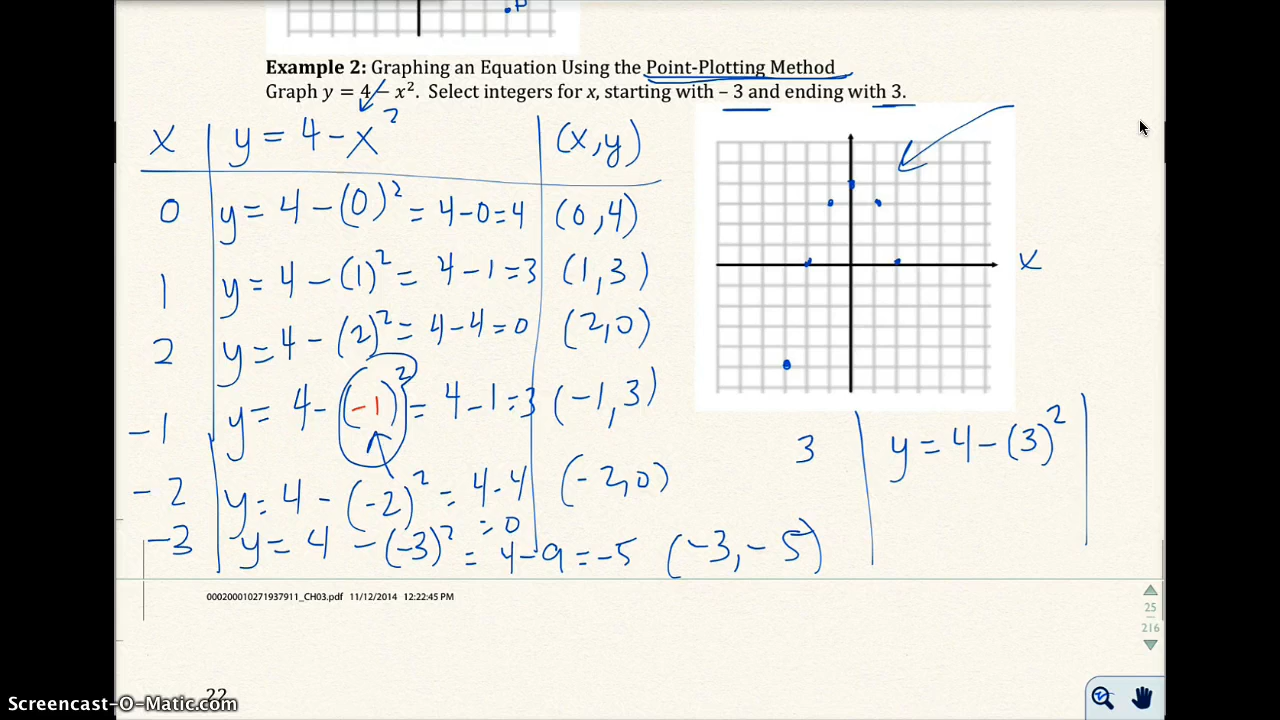 P
Example 2: Graphing an Equation Using the Point-Plotting Method
Graph y = 4 − x². Select integers for x, starting with – 3 and ending with 3.
x | y = 4 - x² | (x,y)
0 | y = 4 - (0)² = 4-0=4 | (0,4)
1 | y = 4 - (1)² = 4-1=3 | (1,3)
2 | y = 4 - (2)² = 4-4=0 | (2,0)
-1 | y = 4 - (-1)² = 4-1=3 | (-1,3)
-2 | y = 4 - (-2)² = 4-4 | (-2,0)
= 0
-3 | y = 4 - (-3)² = 4-9=-5 (-3,-5)
x
3 | y = 4 - (3)²
000200010271937911_CH03.pdf 11/12/2014 12:22:45 PM
25
216
22
Screencast-O-Matic.com